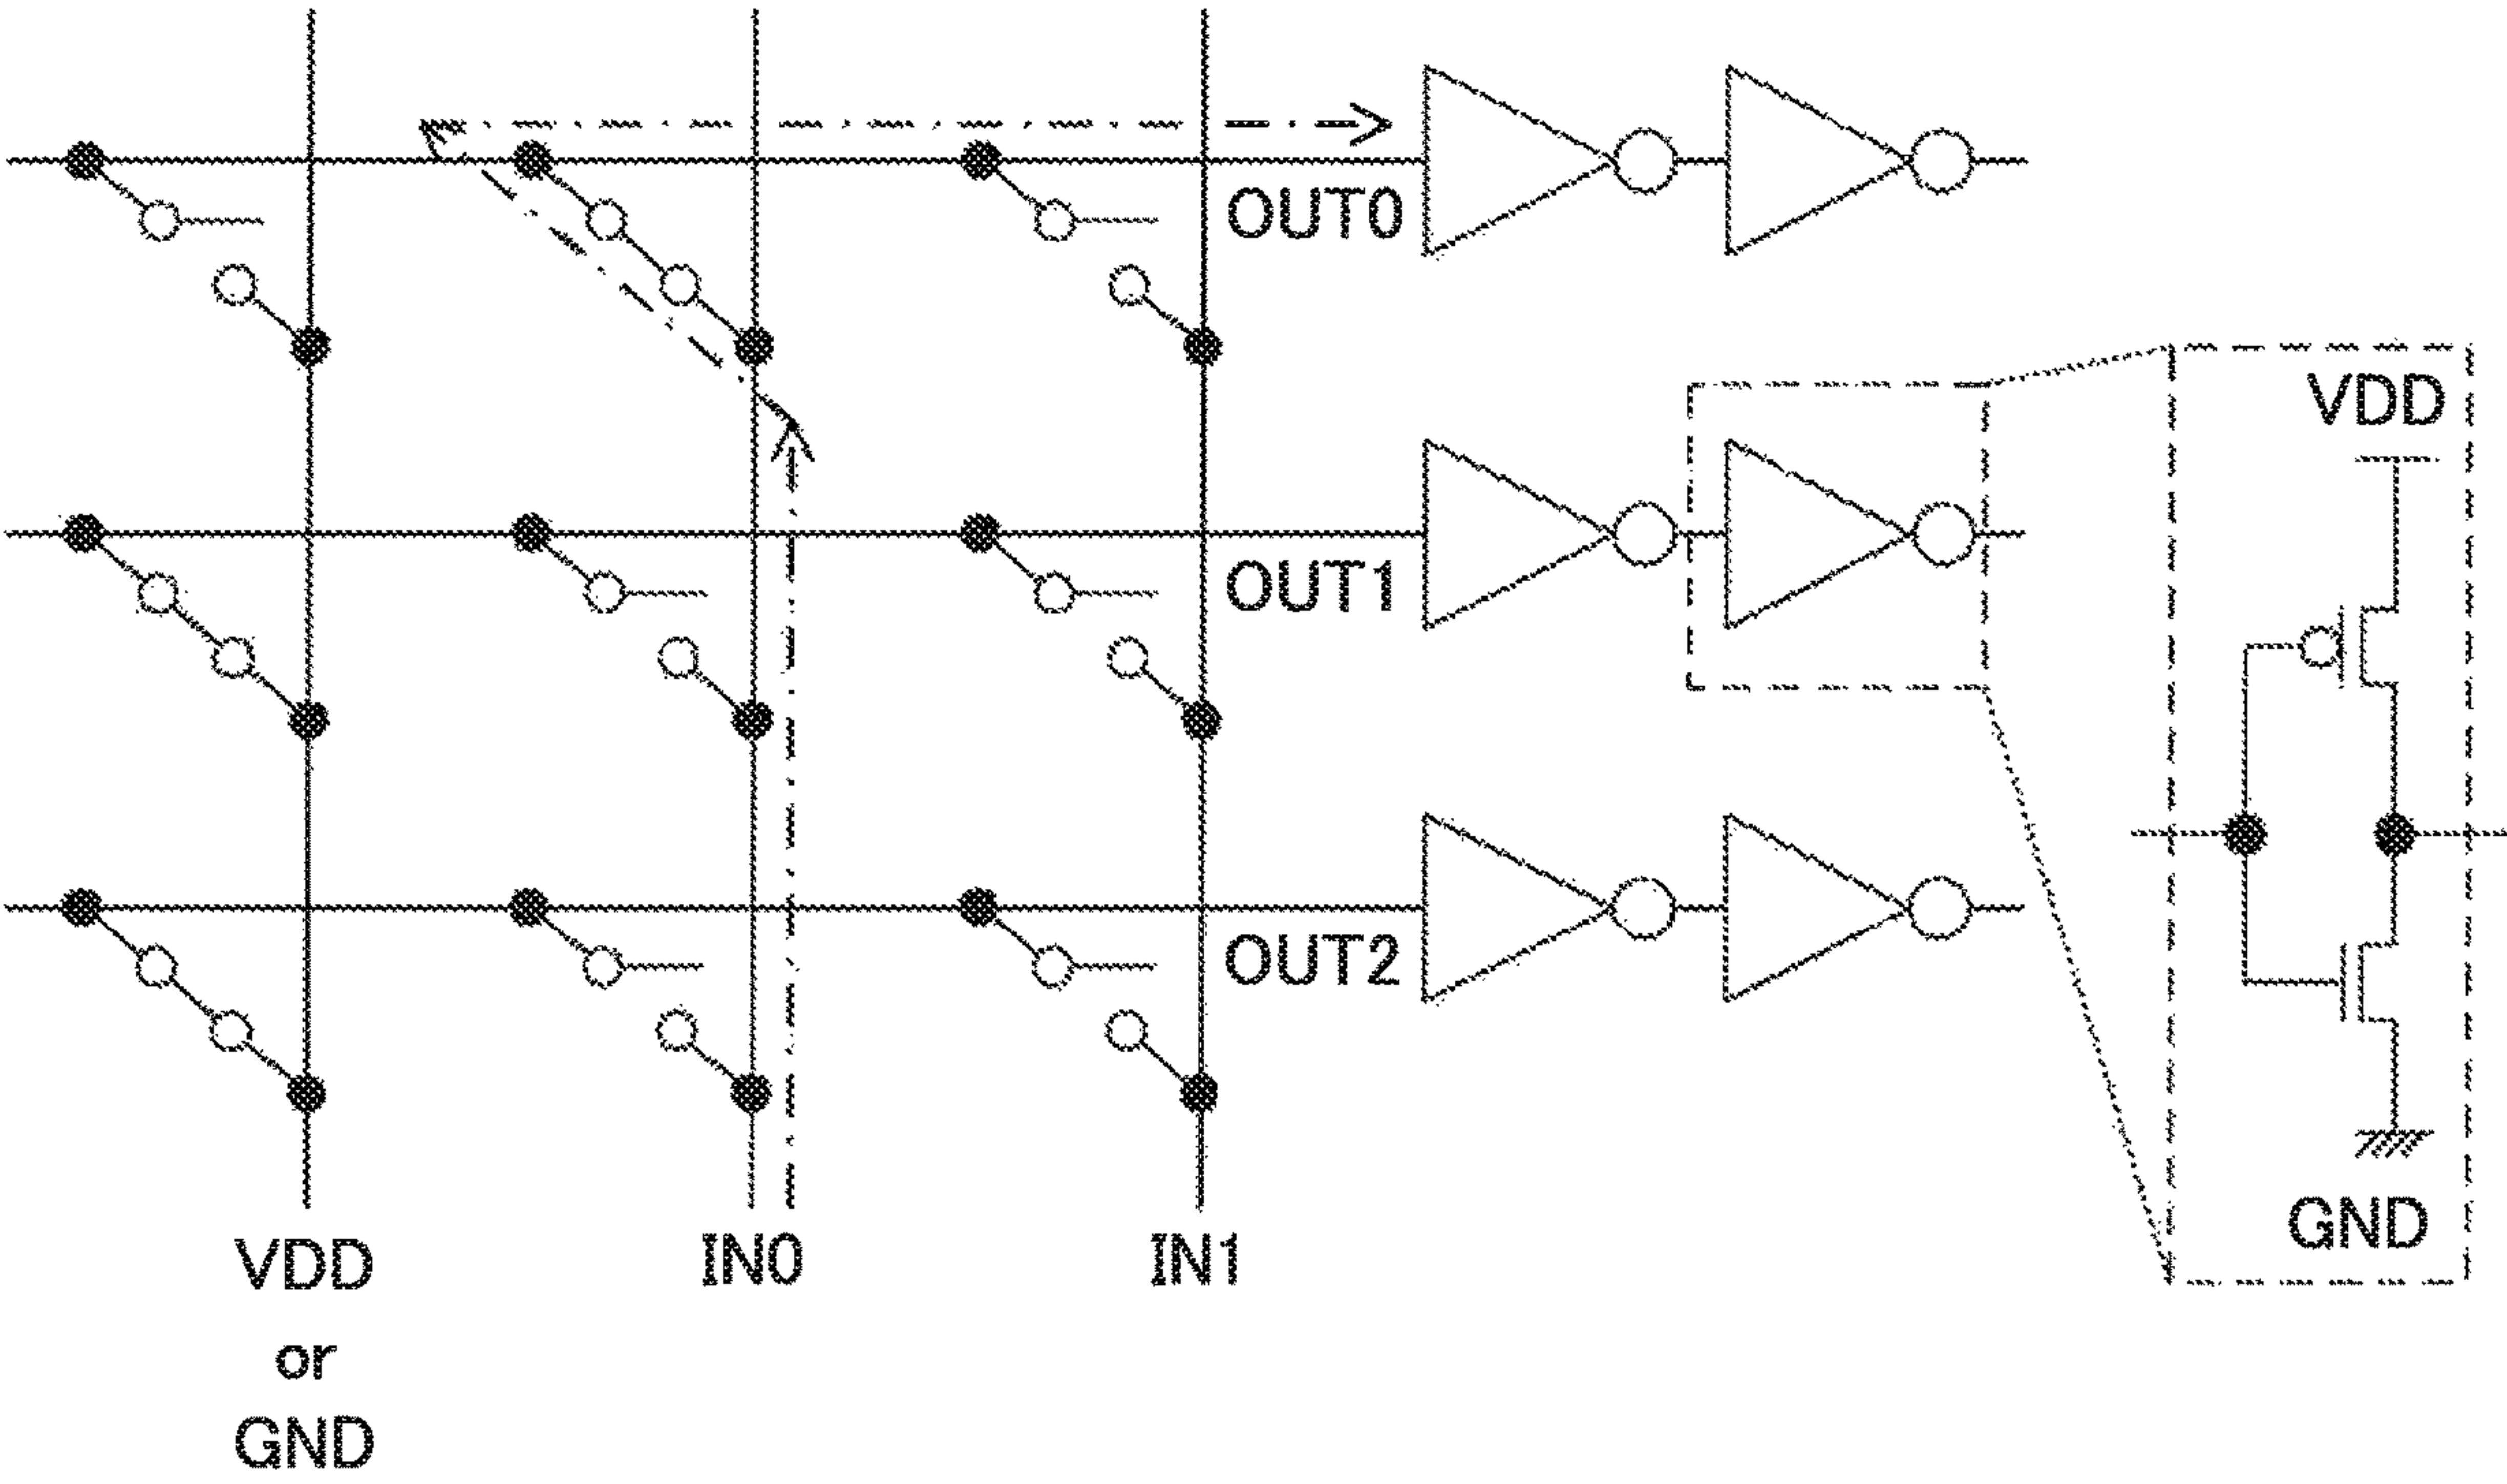 OUT0
VDD
OUT1
OUT2
GND
VDD
or
GND
IN0
IN1